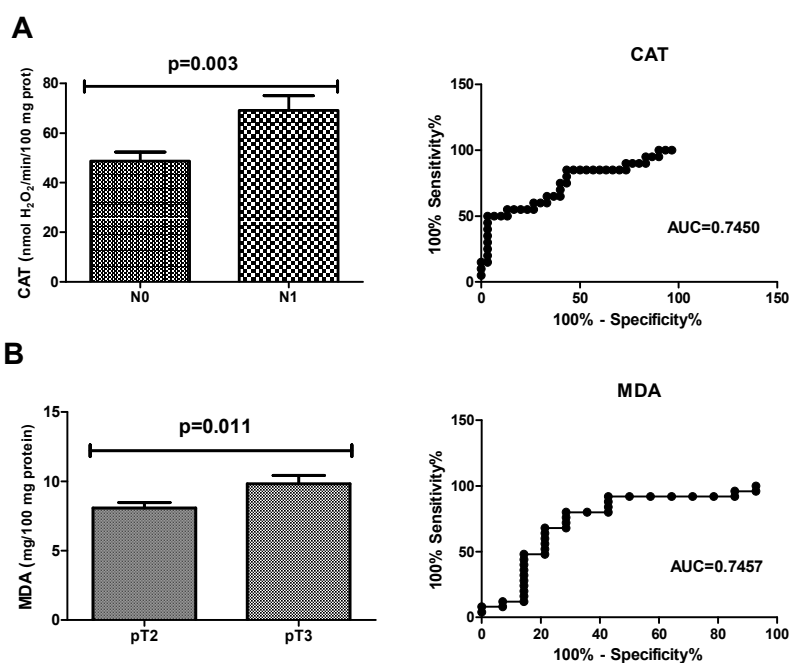 A
p=0.003
CAT (nmol H₂O₂/min/100 mg prot)
80
60
40
20
0
N0
N1
CAT
100% Sensitivity%
150
100
50
0
AUC=0.7450
0
50
100
150
100% - Specificity%
B
p=0.011
MDA (mg/100 mg protein)
15
10
5
0
pT2
pT3
MDA
100% Sensitivity%
150
100
50
0
AUC=0.7457
0
20
40
60
80
100
100% - Specificity%